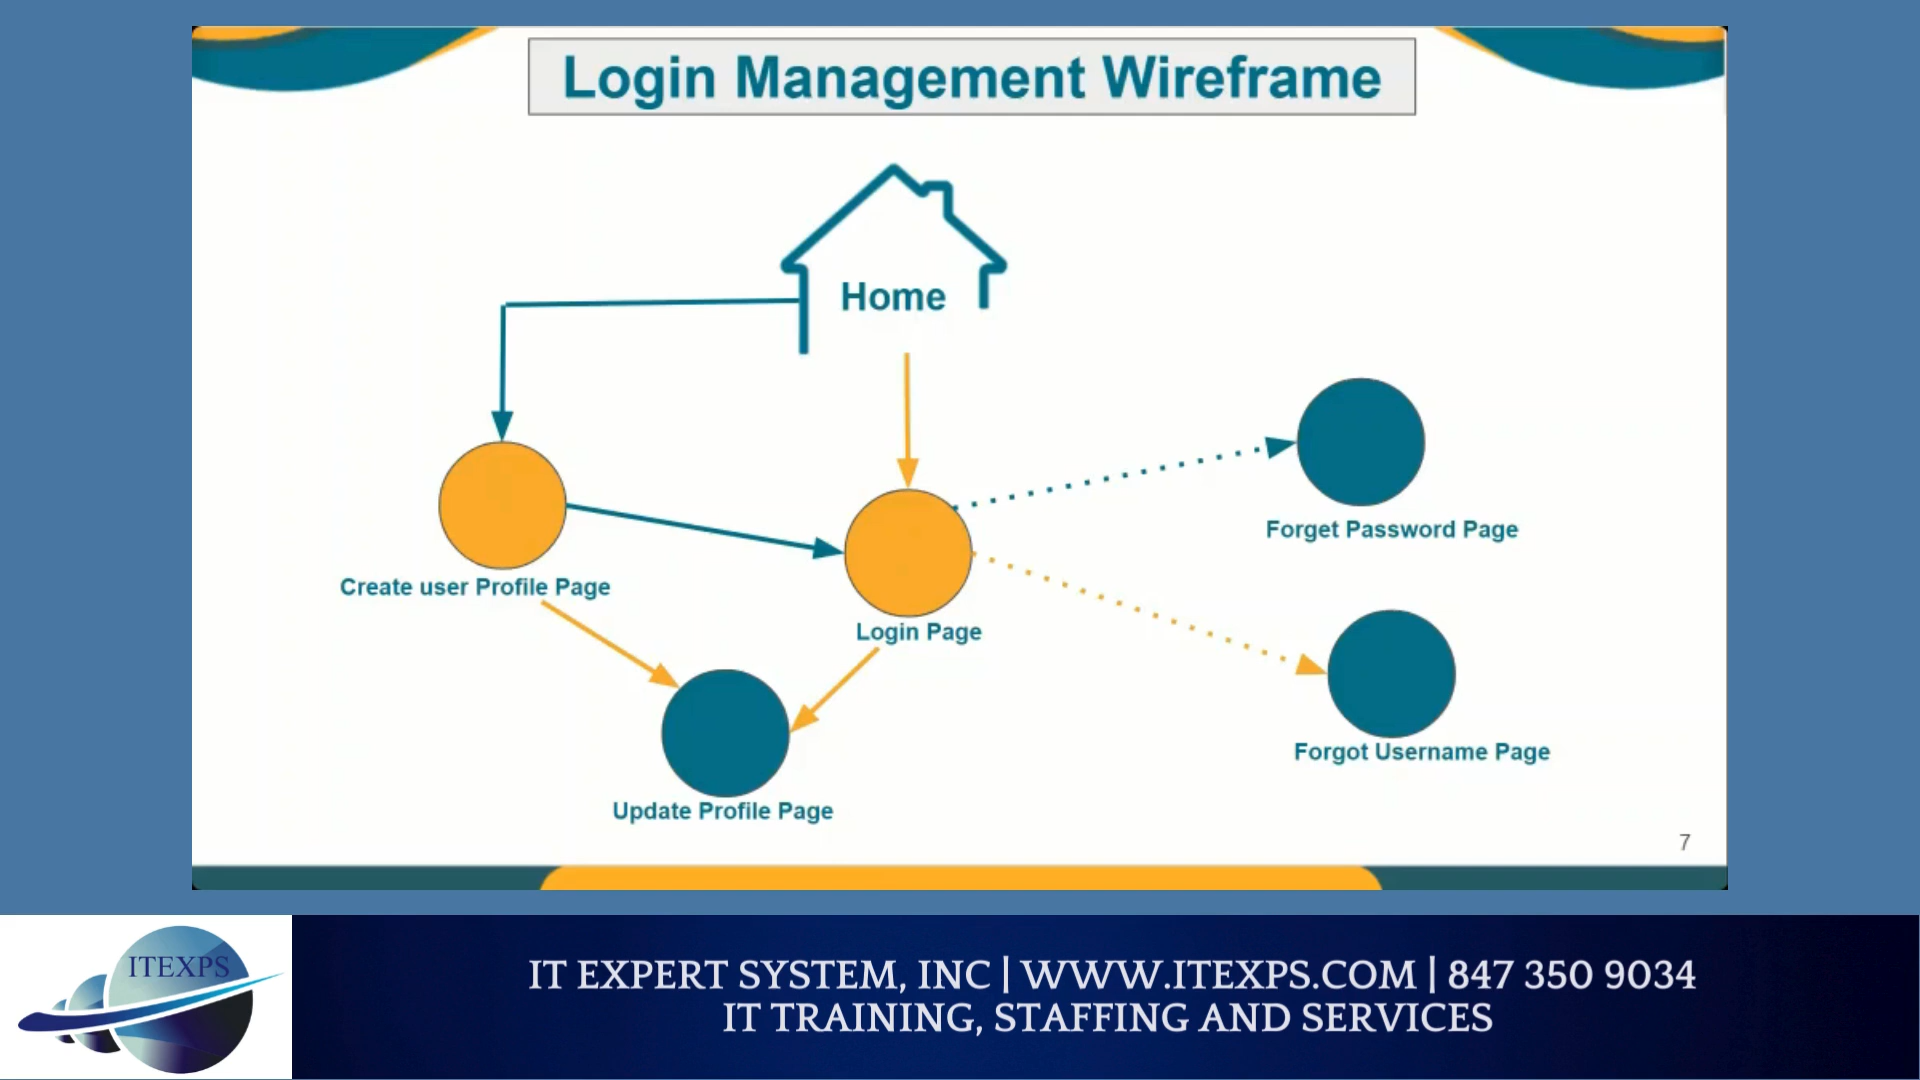 Login Management Wireframe
Home
Forget Password Page
Create user Profile Page
Login Page
Forgot Username Page
Update Profile Page
7
ITEXPS
IT EXPERT SYSTEM, INC | WWW.ITEXPS.COM | 847 350 9034
IT TRAINING, STAFFING AND SERVICES